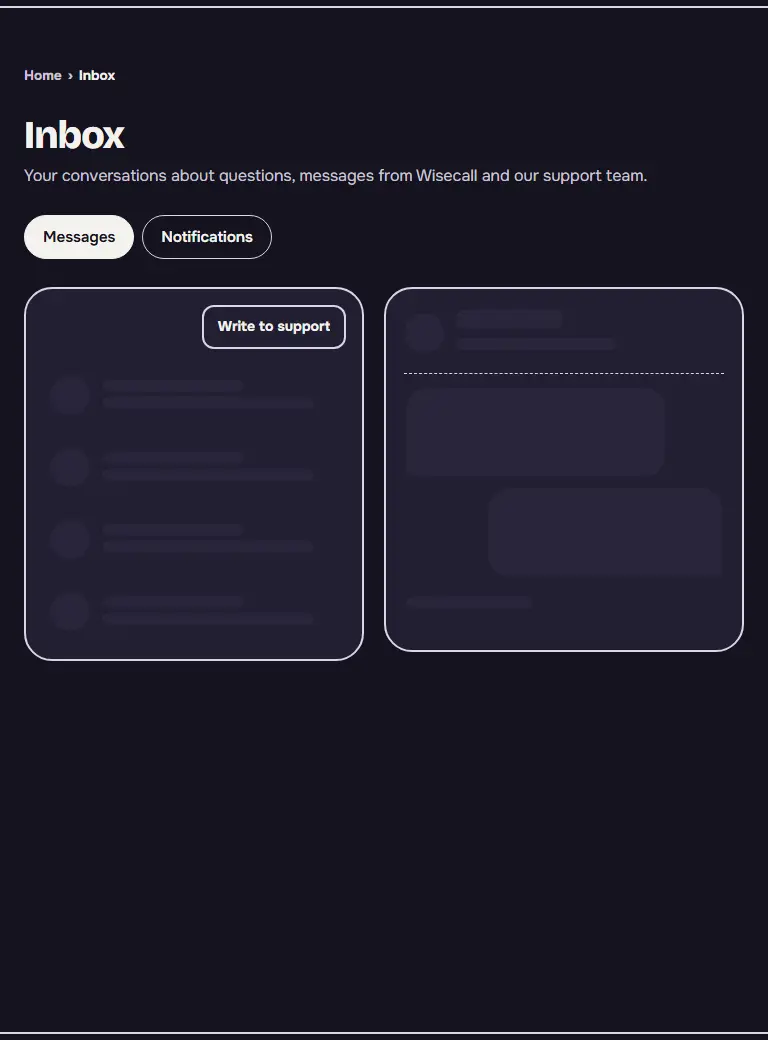 Home › Inbox
Inbox
Your conversations about questions, messages from Wisecall and our support team.
Messages
Notifications
Write to support